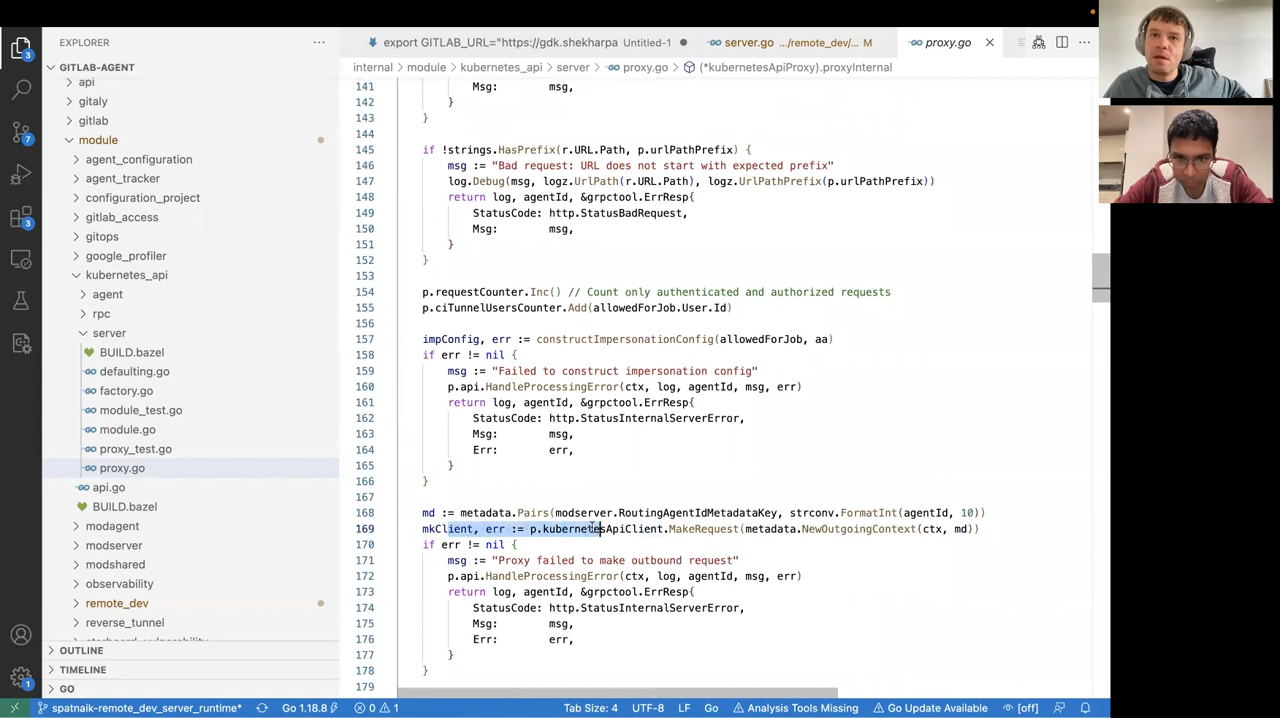 EXPLORER
GITLAB-AGENT
api
gitaly
gitlab
module
agent_configuration
agent_tracker
configuration_project
gitlab_access
gitops
google_profiler
kubernetes_api
agent
rpc
server
BUILD.bazel
defaulting.go
factory.go
module_test.go
module.go
proxy_test.go
proxy.go
api.go
BUILD.bazel
modagent
modserver
modshared
observability
remote_dev
reverse_tunnel
starboard_vulnerability
OUTLINE
TIMELINE
GO
3
7
3
1
export GITLAB_URL="https://gdk.shekharpa Untitled-1
server.go .../remote_dev/... M
proxy.go
internal > module > kubernetes_api > server > proxy.go > (*kubernetesApiProxy).proxyInternal
141 Msg: msg,
142 }
143 }
144
145 if !strings.HasPrefix(r.URL.Path, p.urlPathPrefix) {
146 msg := "Bad request: URL does not start with expected prefix"
147 log.Debug(msg, logz.UrlPath(r.URL.Path), logz.UrlPathPrefix(p.urlPathPrefix))
148 return log, agentId, &grpctool.ErrResp{
149 StatusCode: http.StatusBadRequest,
150 Msg: msg,
151 }
152 }
153
154 p.requestCounter.Inc() // Count only authenticated and authorized requests
155 p.ciTunnelUsersCounter.Add(allowedForJob.User.Id)
156
157 impConfig, err := constructImpersonationConfig(allowedForJob, aa)
158 if err != nil {
159 msg := "Failed to construct impersonation config"
160 p.api.HandleProcessingError(ctx, log, agentId, msg, err)
161 return log, agentId, &grpctool.ErrResp{
162 StatusCode: http.StatusInternalServerError,
163 Msg: msg,
164 Err: err,
165 }
166 }
167
168 md := metadata.Pairs(modserver.RoutingAgentIdMetadataKey, strconv.FormatInt(agentId, 10))
169 mkClient, err := p.kubernetesApiClient.MakeRequest(metadata.NewOutgoingContext(ctx, md))
170 if err != nil {
171 msg := "Proxy failed to make outbound request"
172 p.api.HandleProcessingError(ctx, log, agentId, msg, err)
173 return log, agentId, &grpctool.ErrResp{
174 StatusCode: http.StatusInternalServerError,
175 Msg: msg,
176 Err: err,
177 }
178 }
179
spatnaik-remote_dev_server_runtime* Go 1.18.8 0 1 Tab Size: 4 UTF-8 LF Go Analysis Tools Missing Go Update Available [off]